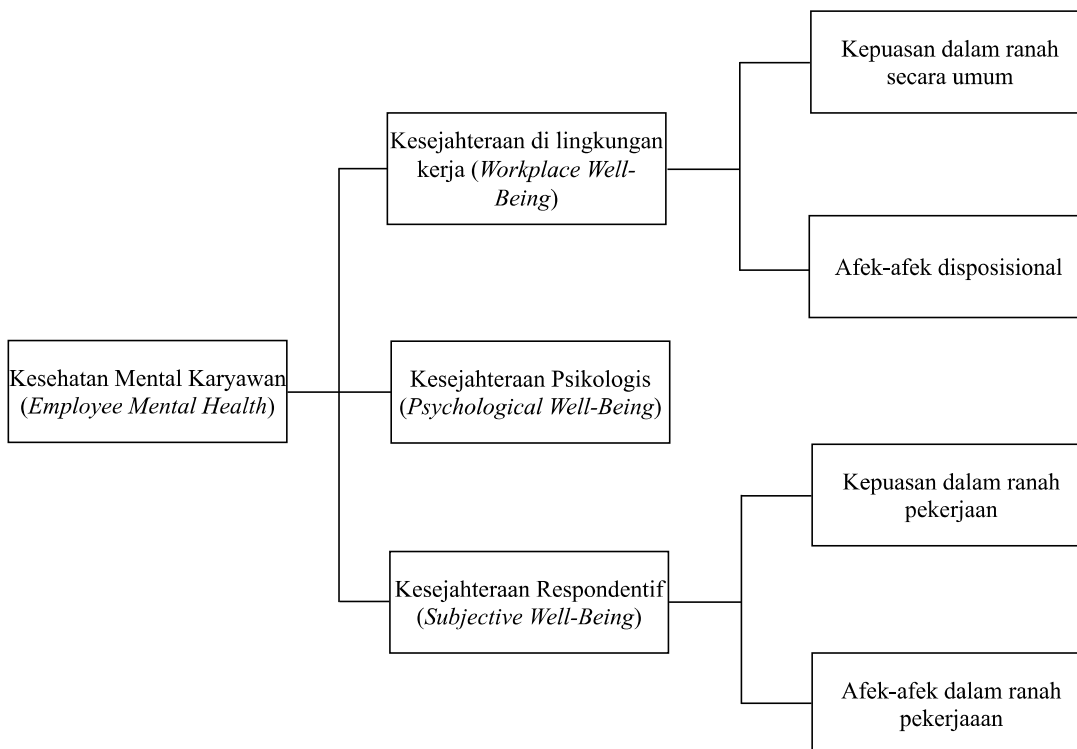 Kepuasan dalam ranah
secara umum
Kesejahteraan di lingkungan
kerja (Workplace Well-
Being)
Afek-afek disposisional
Kesehatan Mental Karyawan
(Employee Mental Health)
Kesejahteraan Psikologis
(Psychological Well-Being)
Kepuasan dalam ranah
pekerjaan
Kesejahteraan Respondentif
(Subjective Well-Being)
Afek-afek dalam ranah
pekerjaaan